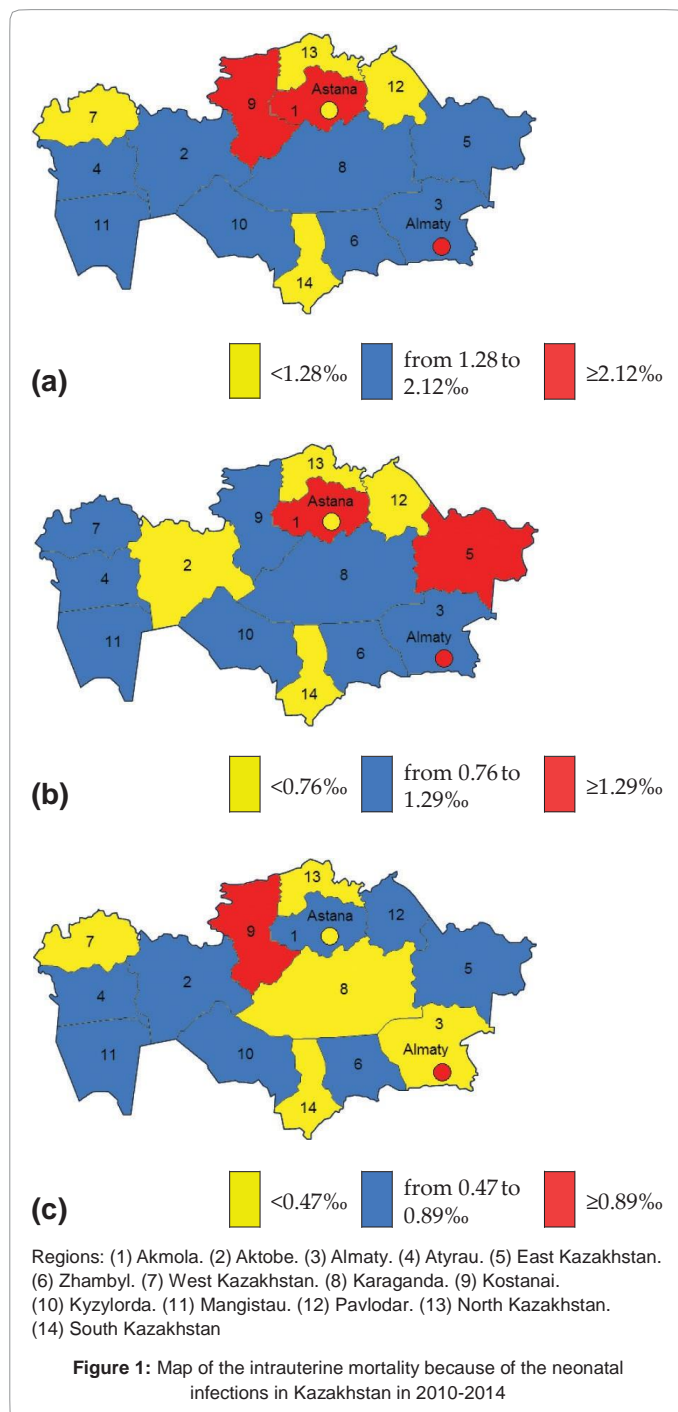 13
Astana
9
1
12
7
2
5
4
8
3
Almaty
11
10
6
14
(a)
<1.28‰
from 1.28 to
2.12‰
≥2.12‰
13
Astana
9
1
12
7
2
5
4
8
3
Almaty
11
10
6
14
(b)
<0.76‰
from 0.76 to
1.29‰
≥1.29‰
13
Astana
9
1
12
7
2
5
4
8
3
Almaty
11
10
6
14
(c)
<0.47‰
from 0.47 to
0.89‰
≥0.89‰
Regions: (1) Akmola. (2) Aktobe. (3) Almaty. (4) Atyrau. (5) East Kazakhstan.
(6) Zhambyl. (7) West Kazakhstan. (8) Karaganda. (9) Kostanai.
(10) Kyzylorda. (11) Mangistau. (12) Pavlodar. (13) North Kazakhstan.
(14) South Kazakhstan
Figure 1: Map of the intrauterine mortality because of the neonatal
infections in Kazakhstan in 2010-2014